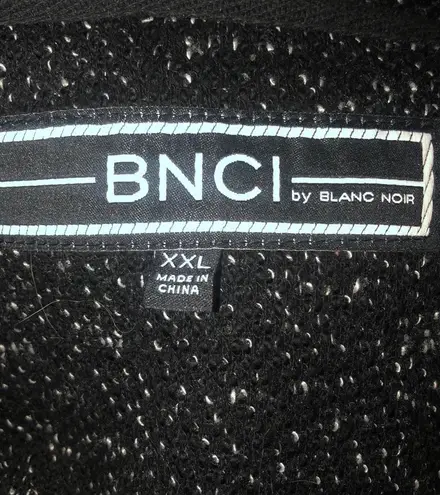 BNCI by BLANC NOIR
XXL
MADE IN
CHINA